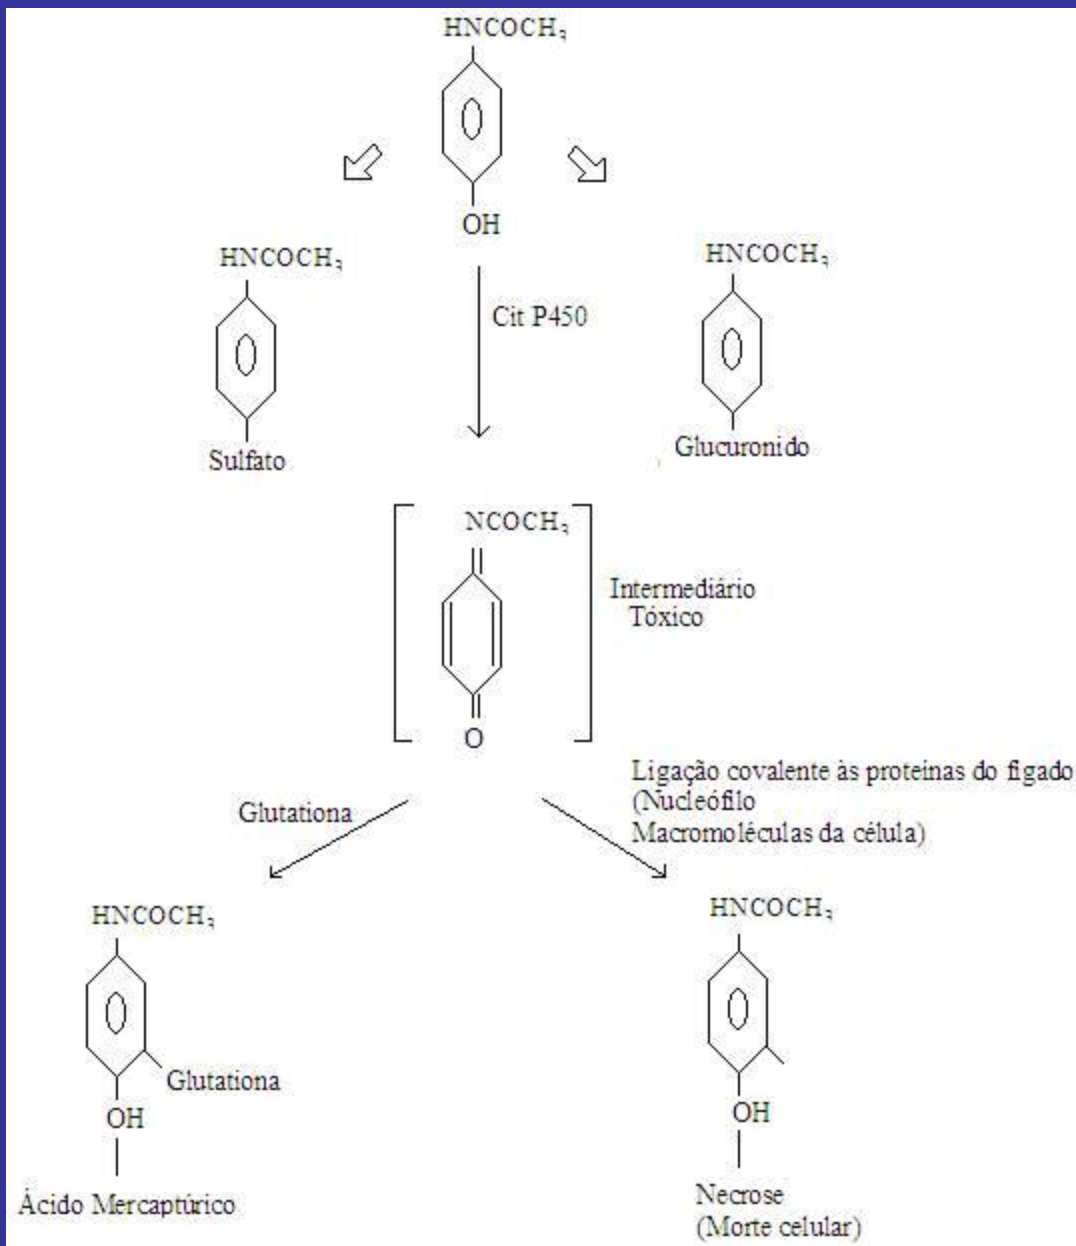 HNCOCH₃
OH
HNCOCH₃
HNCOCH₃
Cit P450
Sulfato
Glucuronido
NCOCH₃
O
Intermediário
Tóxico
Glutationa
Ligação covalente às proteínas do fígado
(Nucleófilo
Macromoléculas da célula)
HNCOCH₃
Glutationa
OH
Ácido Mercaptúrico
HNCOCH₃
OH
Necrose
(Morte celular)